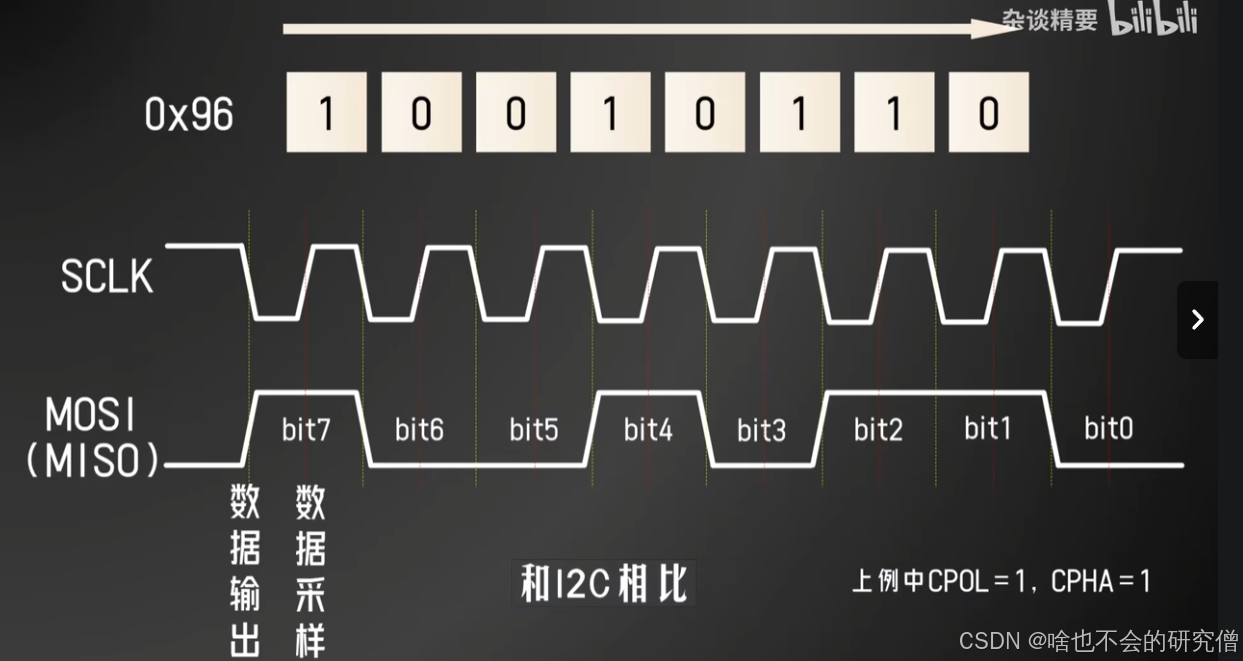 杂谈精要 bilibili
0x96 1 0 0 1 0 1 1 0
SCLK
MOSI
(MISO)
bit7 bit6 bit5 bit4 bit3 bit2 bit1 bit0
数据输出
数据采样
和I2C相比
上例中CPOL=1, CPHA=1
CSDN @啥也不会的研究僧